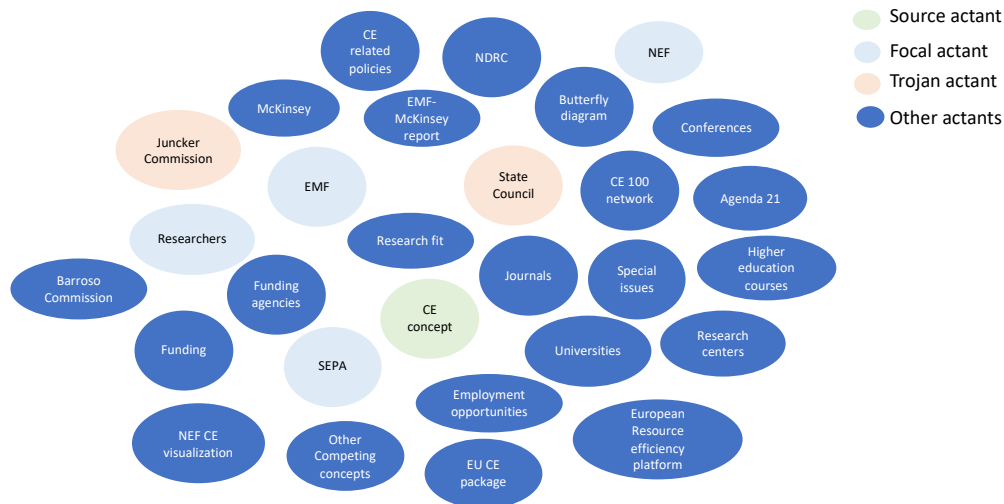 Source actant
Focal actant
Trojan actant
Other actants
CE
related
policies
NDRC
NEF
McKinsey
EMF-
McKinsey
report
Butterfly
diagram
Conferences
Juncker
Commission
EMF
State
Council
CE 100
network
Agenda 21
Researchers
Research fit
Barroso
Commission
Funding
agencies
Journals
Special
issues
Higher
education
courses
CE
concept
Funding
SEPA
Universities
Research
centers
Employment
opportunities
NEF CE
visualization
Other
Competing
concepts
EU CE
package
European
Resource
efficiency
platform